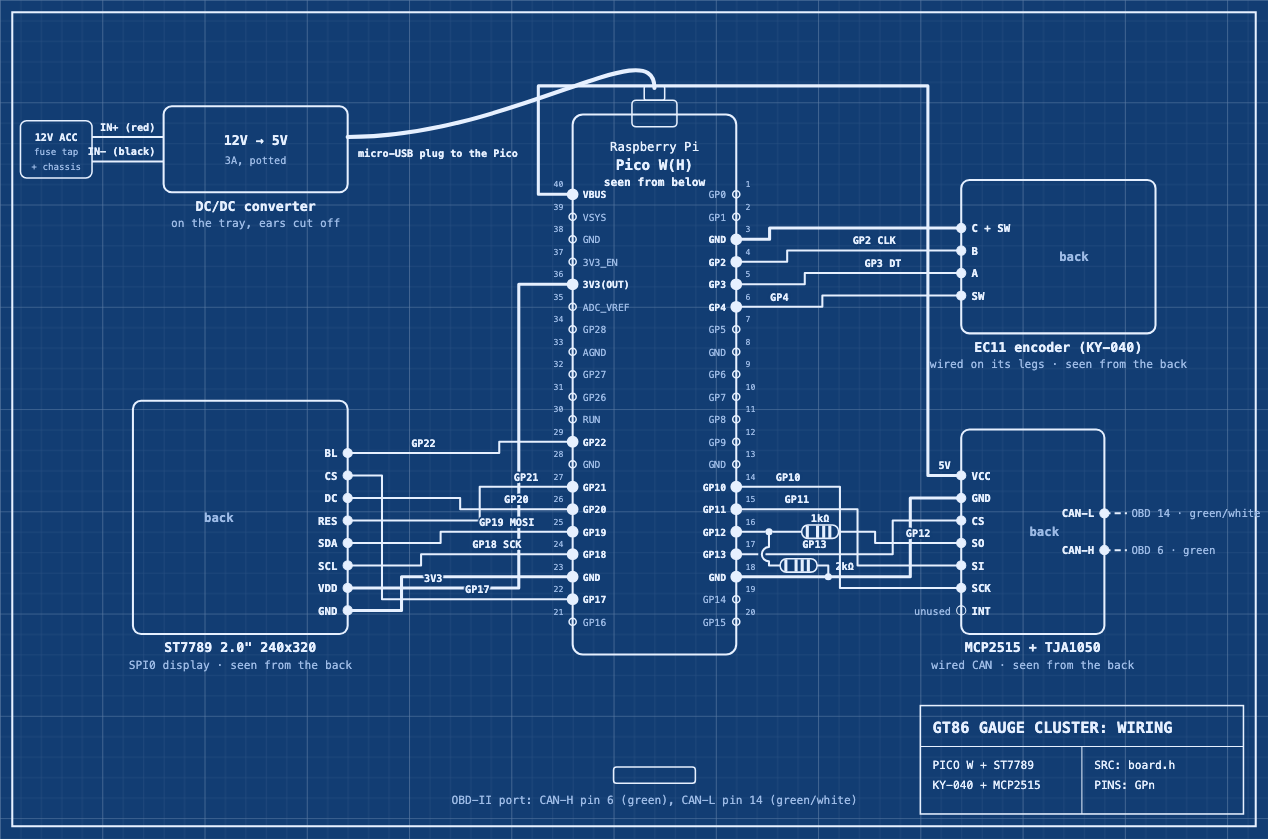 12V ACC
fuse tap
+ chassis
IN+ (red)
IN− (black)
12V → 5V
3A, potted
DC/DC converter
on the tray, ears cut off
micro-USB plug to the Pico
Raspberry Pi
Pico W(H)
seen from below
40 VBUS
39 VSYS
38 GND
37 3V3_EN
36 3V3(OUT)
35 ADC_VREF
34 GP28
33 AGND
32 GP27
31 GP26
30 RUN
29 GP22
28 GND
27 GP21
26 GP20
25 GP19
24 GP18
23 GND
22 GP17
21 GP16
GP0 1
GP1 2
GND 3
GP2 4
GP3 5
GP4 6
GP5 7
GND 8
GP6 9
GP7 10
GP8 11
GP9 12
GND 13
GP10 14
GP11 15
GP12 16
GP13 17
GND 18
GP14 19
GP15 20
GP2 CLK
GP3 DT
GP4
C + SW
B
A
SW
back
EC11 encoder (KY−040)
wired on its legs · seen from the back
GP22
GP21
GP20
GP19 MOSI
GP18 SCK
3V3
GP17
BL
CS
DC
RES
SDA
SCL
VDD
GND
back
ST7789 2.0" 240x320
SPI0 display · seen from the back
GP10
GP11
1kΩ
GP13
2kΩ
GP12
5V
VCC
GND
CS
SO
SI
SCK
unused INT
back
CAN−L OBD 14 · green/white
CAN−H OBD 6 · green
MCP2515 + TJA1050
wired CAN · seen from the back
GT86 GAUGE CLUSTER: WIRING
PICO W + ST7789
KY−040 + MCP2515
SRC: board.h
PINS: GPn
OBD−II port: CAN−H pin 6 (green), CAN−L pin 14 (green/white)